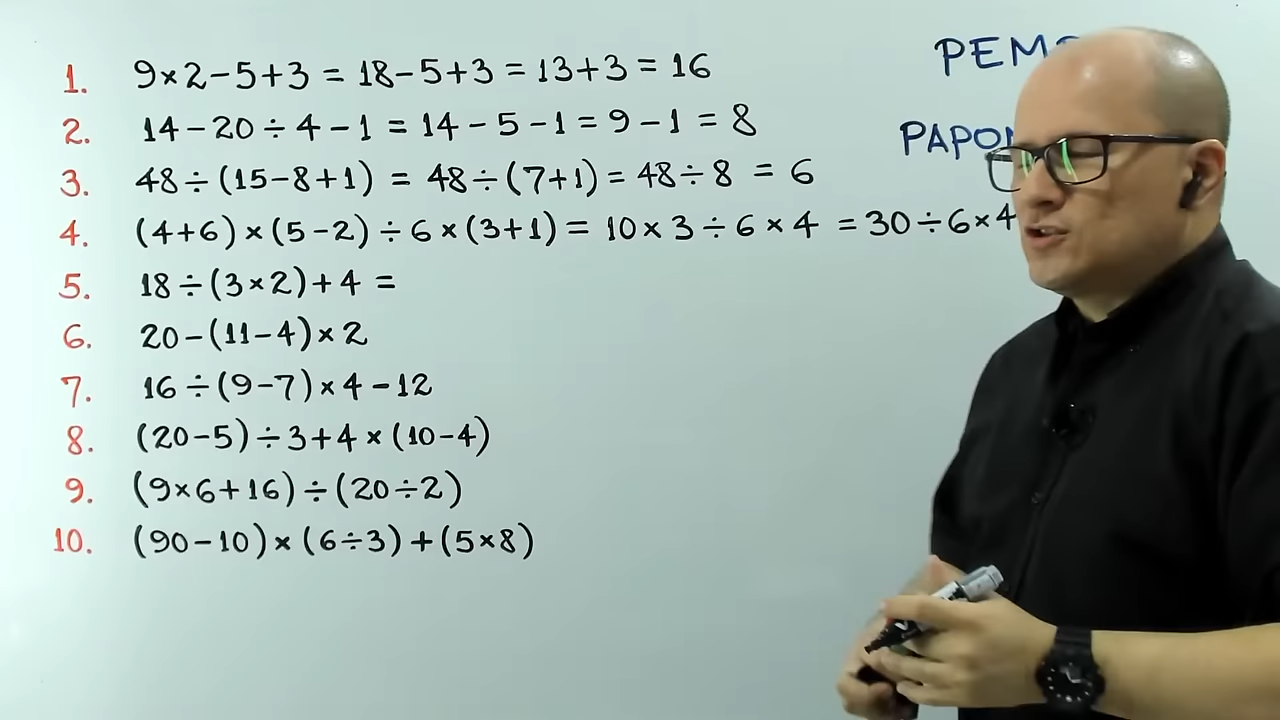 PEM
PAPO
1. 9×2-5+3 = 18-5+3 = 13+3 = 16
2. 14-20÷4-1 = 14-5-1 = 9-1 = 8
3. 48÷(15-8+1) = 48÷(7+1) = 48÷8 = 6
4. (4+6)×(5-2)÷6×(3+1) = 10×3÷6×4 = 30÷6×4
5. 18÷(3×2)+4 =
6. 20-(11-4)×2
7. 16÷(9-7)×4-12
8. (20-5)÷3+4×(10-4)
9. (9×6+16)÷(20÷2)
10. (90-10)×(6÷3)+(5×8)